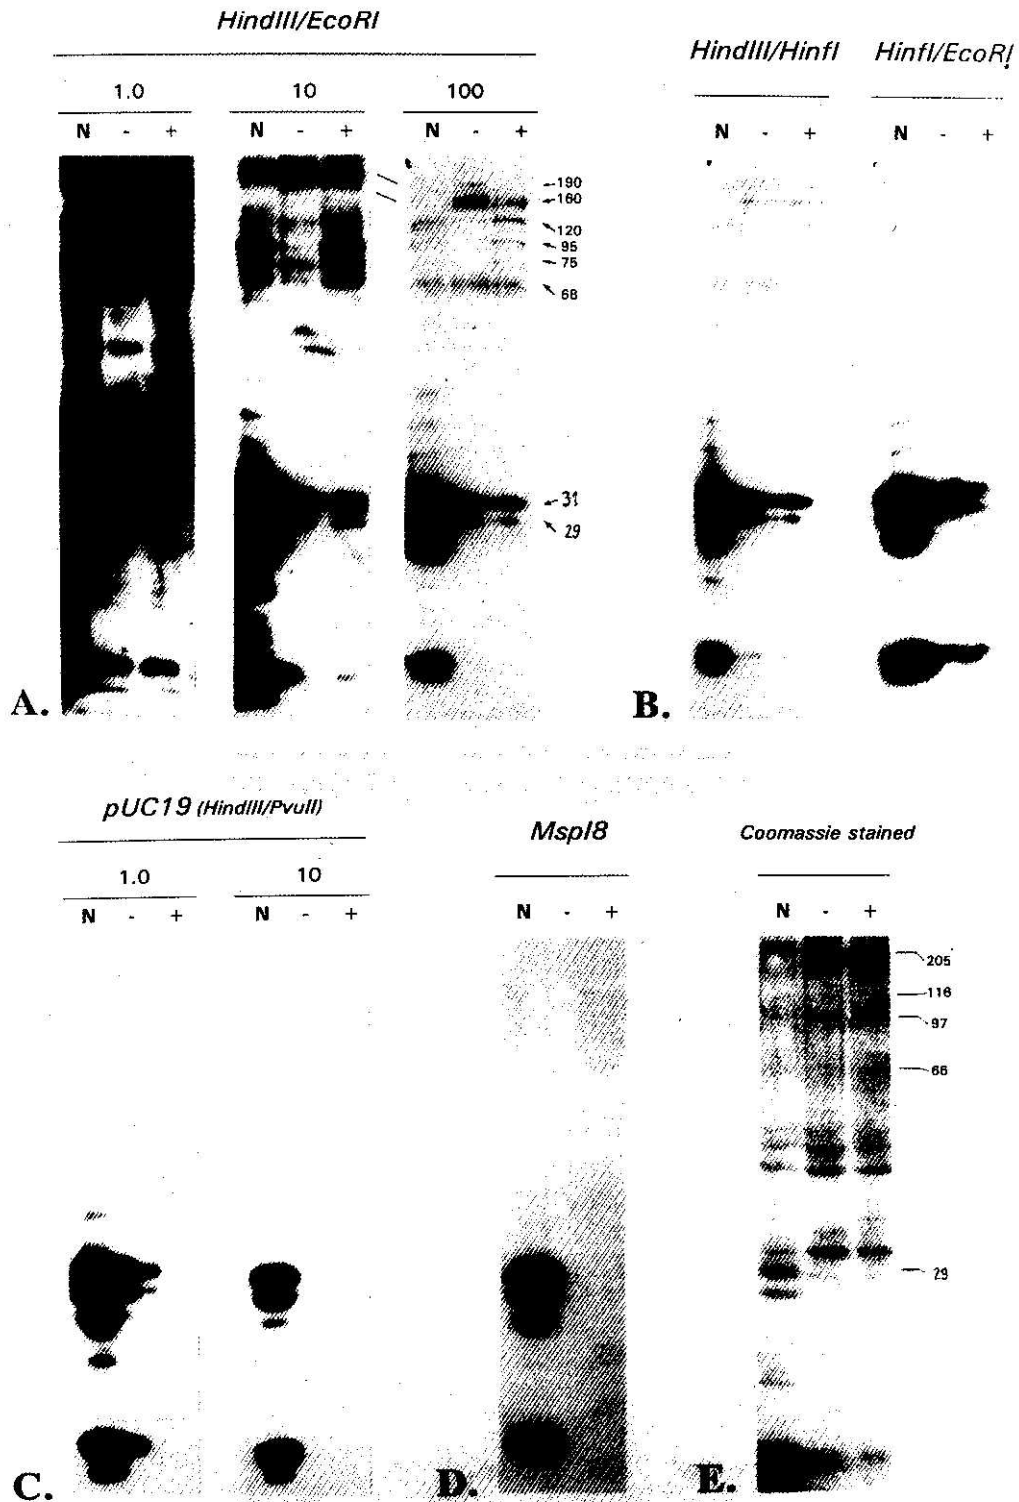 HindIII/EcoRI
1.0 10 100
N - + N - + N - +
190
160
120
95
75
68
31
29
A.
HindIII/HinfI HinfI/EcoRI
N - + N - +
B.
pUC19 (HindIII/PvuII)
1.0 10
N - + N - +
C.
MspI8
N - +
D.
Coomassie stained
N - +
205
116
97
66
29
E.